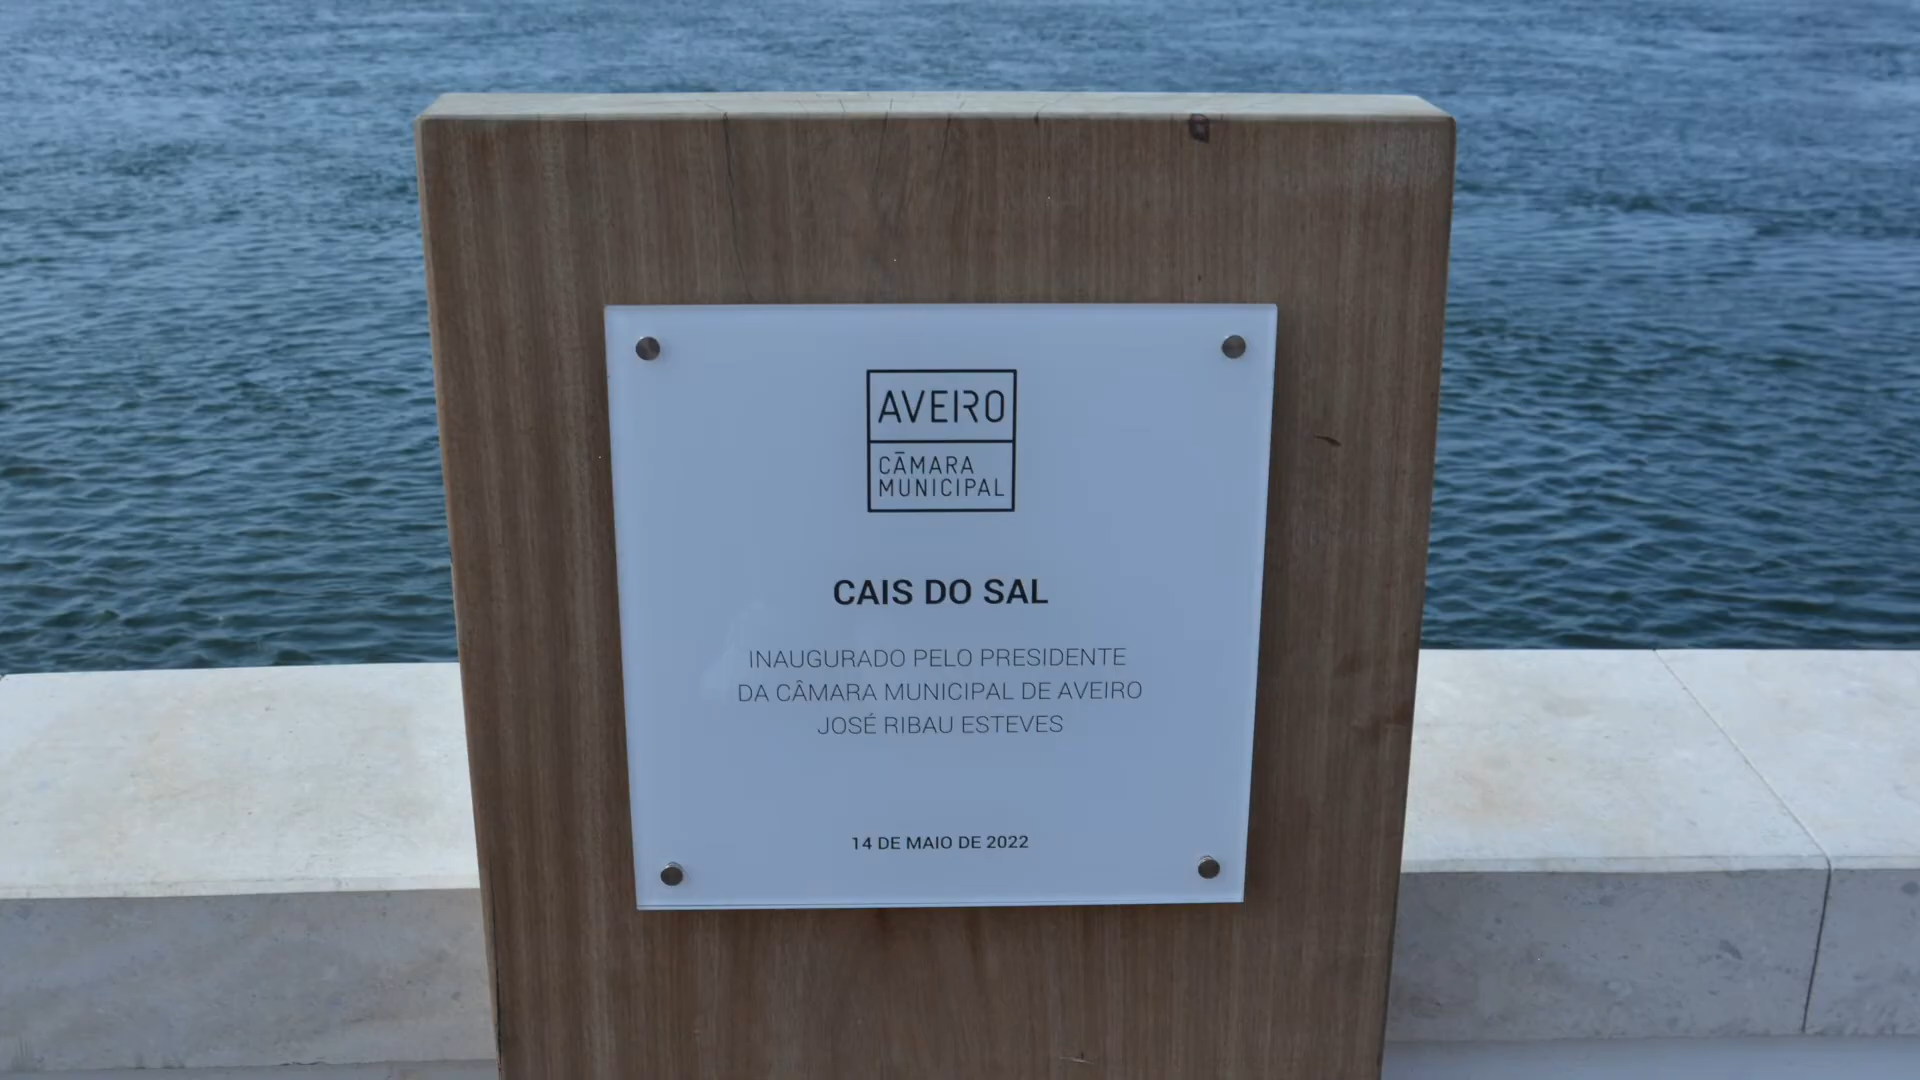 AVEIRO
CÂMARA
MUNICIPAL
CAIS DO SAL
INAUGURADO PELO PRESIDENTE
DA CÂMARA MUNICIPAL DE AVEIRO
JOSÉ RIBAU ESTEVES
14 DE MAIO DE 2022